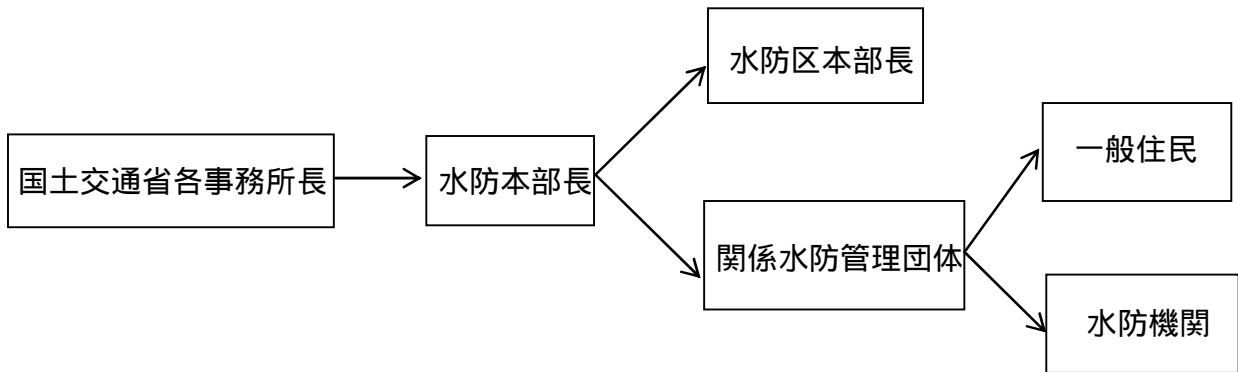 水防区本部長
一般住民
国土交通省各事務所長
水防本部長
関係水防管理団体
水防機関